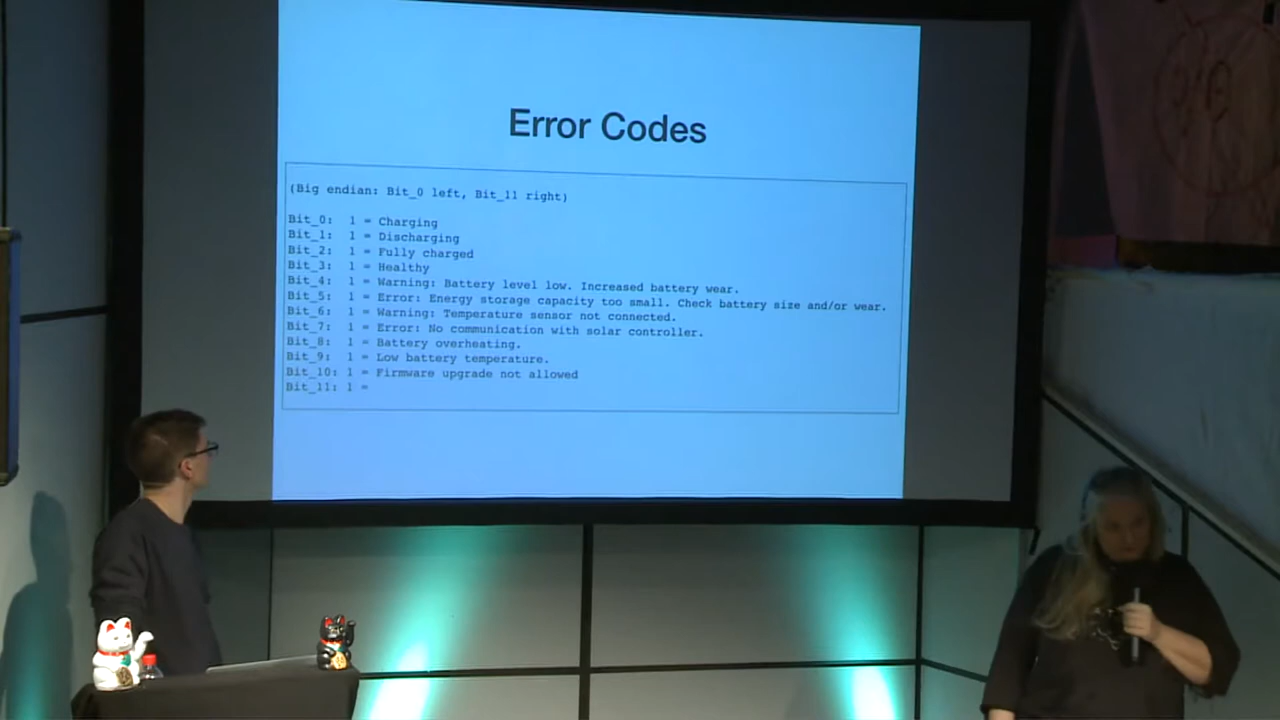 Error Codes
(Big endian: Bit_0 left, Bit_11 right)
Bit_0: 1 = Charging
Bit_1: 1 = Discharging
Bit_2: 1 = Fully charged
Bit_3: 1 = Healthy
Bit_4: 1 = Warning: Battery level low. Increased battery wear.
Bit_5: 1 = Error: Energy storage capacity too small. Check battery size and/or wear.
Bit_6: 1 = Warning: Temperature sensor not connected.
Bit_7: 1 = Error: No communication with solar controller.
Bit_8: 1 = Battery overheating.
Bit_9: 1 = Low battery temperature.
Bit_10: 1 = Firmware upgrade not allowed
Bit_11: 1 =